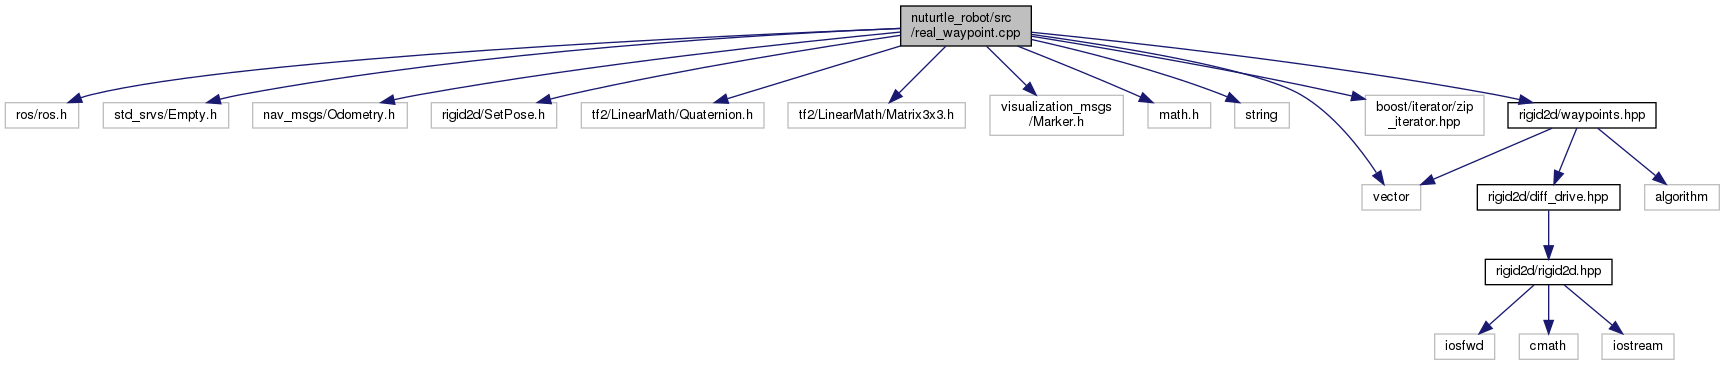 nuturtle_robot/src
/real_waypoint.cpp
ros/ros.h
std_srvs/Empty.h
nav_msgs/Odometry.h
rigid2d/SetPose.h
tf2/LinearMath/Quaternion.h
tf2/LinearMath/Matrix3x3.h
visualization_msgs
/Marker.h
math.h
string
boost/iterator/zip
_iterator.hpp
rigid2d/waypoints.hpp
vector
rigid2d/diff_drive.hpp
algorithm
rigid2d/rigid2d.hpp
iosfwd
cmath
iostream